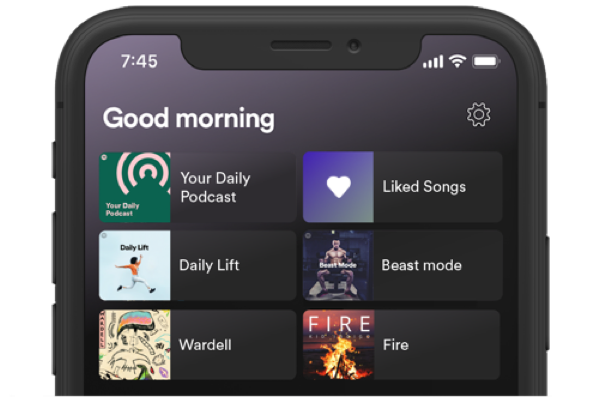 7:45
Good morning
Your Daily
Podcast
Your Daily
Podcast
Liked Songs
Daily Lift
Daily Lift
Beast Mode
Beast mode
WARDELL
Wardell
FIRE
Fire